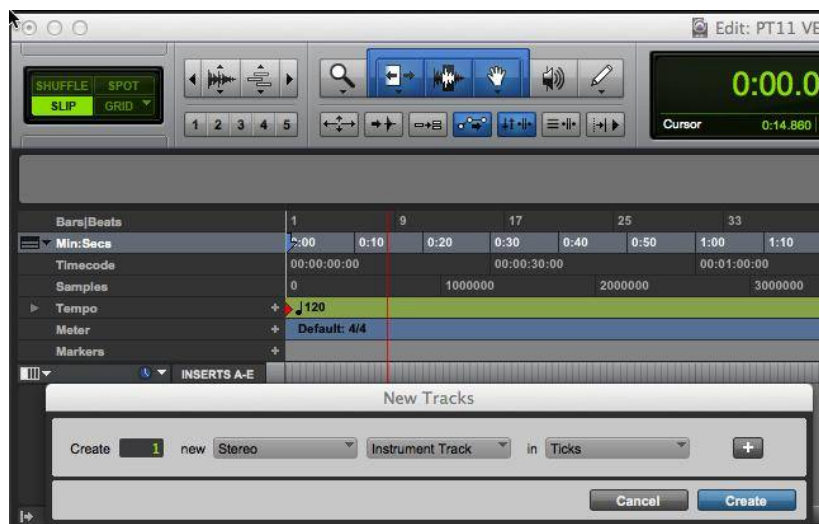 Edit: PT11 VE
SHUFFLE SPOT
SLIP GRID
1 2 3 4 5
0:00.0
Cursor 0:14.860
Bars|Beats 1 9 17 25 33
Min:Secs 0:00 0:10 0:20 0:30 0:40 0:50 1:00 1:10
Timecode 00:00:00:00 00:00:30:00 00:01:00:00
Samples 0 1000000 2000000 3000000
Tempo + 120
Meter + Default: 4/4
Markers +
INSERTS A-E
New Tracks
Create 1 new Stereo Instrument Track in Ticks +
Cancel Create